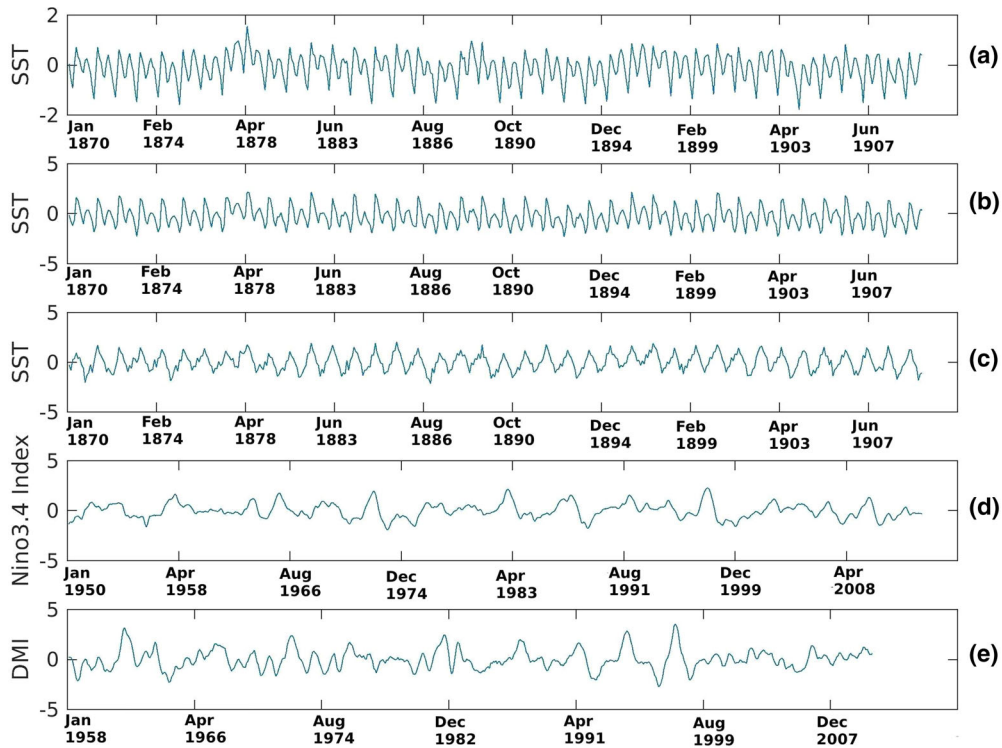 2
SST
0
-2
(a)
Jan Feb Apr Jun Aug Oct Dec Feb Apr Jun
1870 1874 1878 1883 1886 1890 1894 1899 1903 1907
5
SST
0
-5
(b)
Jan Feb Apr Jun Aug Oct Dec Feb Apr Jun
1870 1874 1878 1883 1886 1890 1894 1899 1903 1907
5
SST
0
-5
(c)
Jan Feb Apr Jun Aug Oct Dec Feb Apr Jun
1870 1874 1878 1883 1886 1890 1894 1899 1903 1907
5
Nino3.4 Index
0
-5
(d)
Jan Apr Aug Dec Apr Aug Dec Apr
1950 1958 1966 1974 1983 1991 1999 2008
5
DMI
0
-5
(e)
Jan Apr Aug Dec Apr Aug Dec
1958 1966 1974 1982 1991 1999 2007